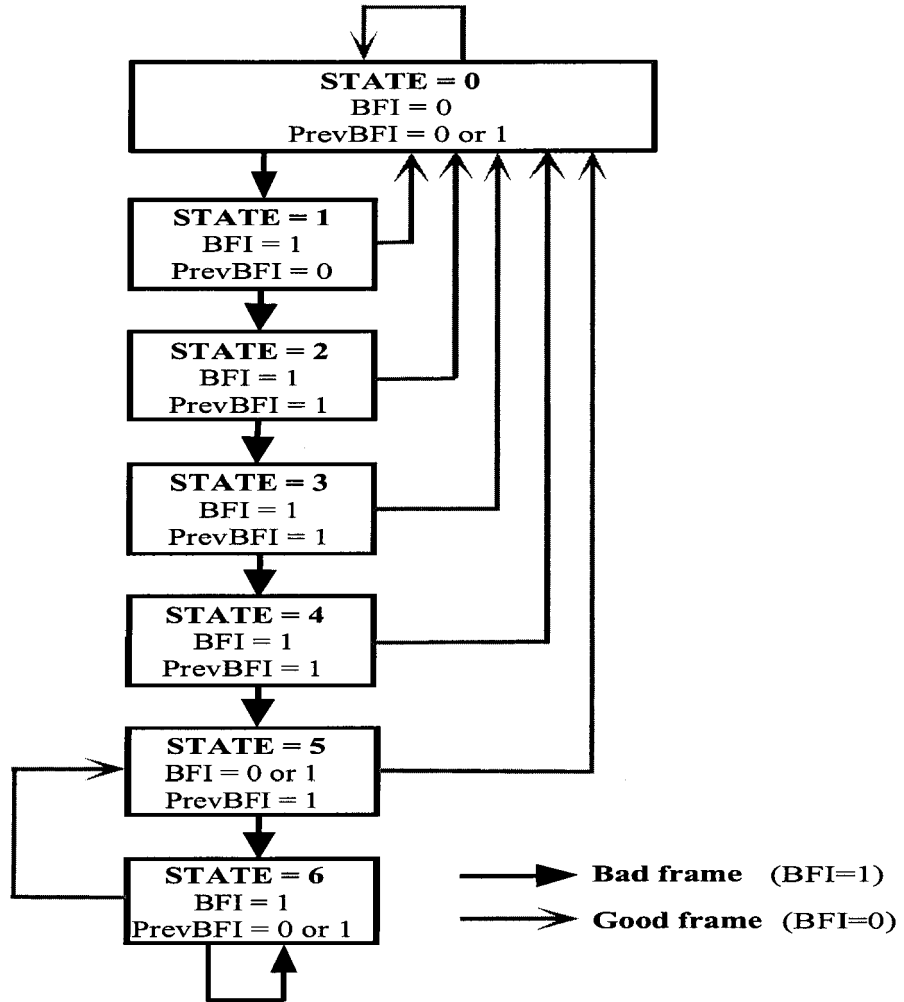 STATE = 0
BFI = 0
PrevBFI = 0 or 1
STATE = 1
BFI = 1
PrevBFI = 0
STATE = 2
BFI = 1
PrevBFI = 1
STATE = 3
BFI = 1
PrevBFI = 1
STATE = 4
BFI = 1
PrevBFI = 1
STATE = 5
BFI = 0 or 1
PrevBFI = 1
STATE = 6
BFI = 1
PrevBFI = 0 or 1
Bad frame (BFI=1)
Good frame (BFI=0)